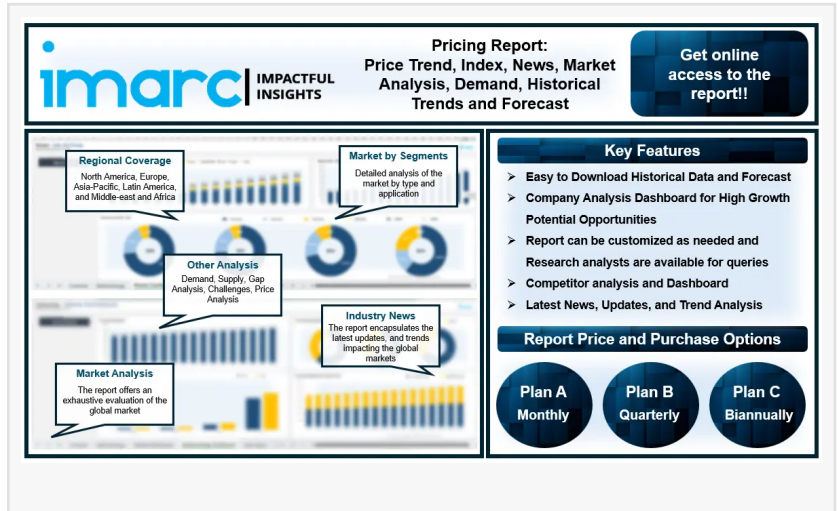 imarc
IMPACTFUL
INSIGHTS
Pricing Report:
Price Trend, Index, News, Market
Analysis, Demand, Historical
Trends and Forecast
Get online
access to the
report!!
Regional Coverage
North America, Europe,
Asia-Pacific, Latin America,
and Middle-east and Africa
Market by Segments
Detailed analysis of the
market by type and
application
Other Analysis
Demand, Supply, Gap
Analysis, Challenges, Price
Analysis
Industry News
The report encapsulates the
latest updates, and trends
impacting the global
markets
Market Analysis
The report offers an
exhaustive evaluation of the
global market
Key Features
➤ Easy to Download Historical Data and Forecast
➤ Company Analysis Dashboard for High Growth
Potential Opportunities
➤ Report can be customized as needed and
Research analysts are available for queries
➤ Competitor analysis and Dashboard
➤ Latest News, Updates, and Trend Analysis
Report Price and Purchase Options
Plan A
Monthly
Plan B
Quarterly
Plan C
Biannually